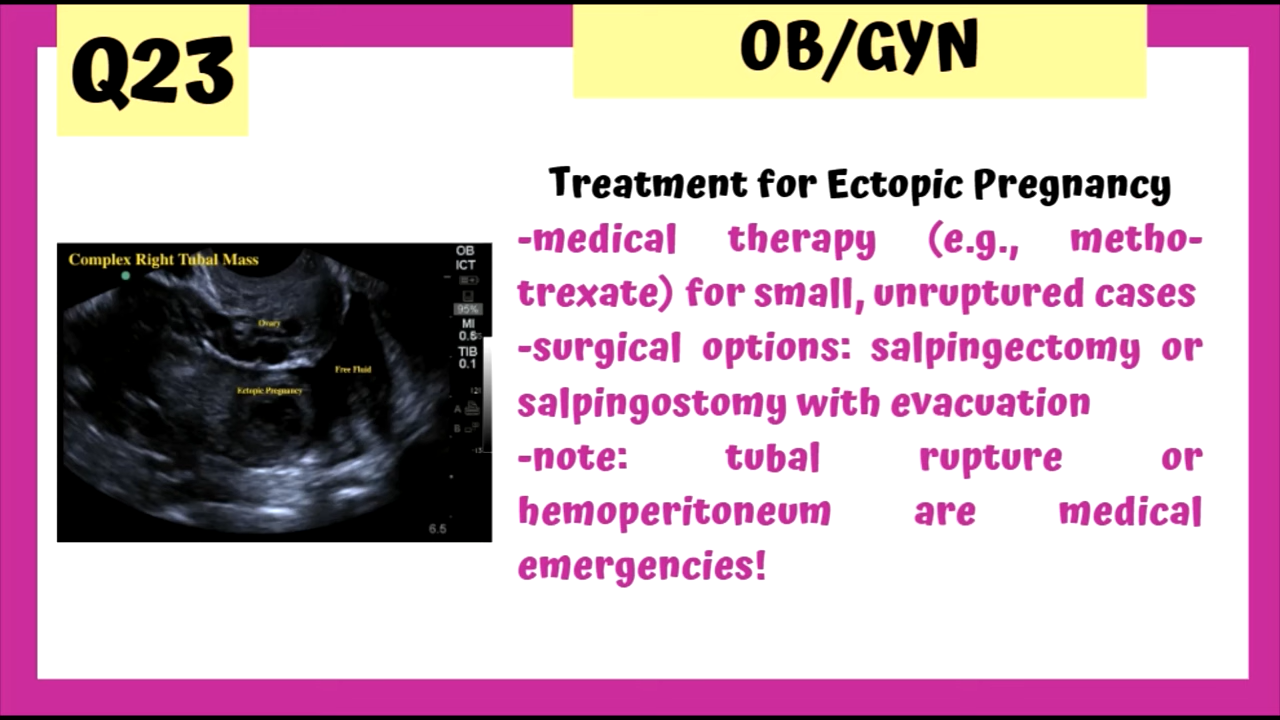 Q23
OB/GYN
Treatment for Ectopic Pregnancy
-medical therapy (e.g., metho-
trexate) for small, unruptured cases
-surgical options: salpingectomy or
salpingostomy with evacuation
-note: tubal rupture or
hemoperitoneum are medical
emergencies!
Complex Right Tubal Mass
Ovary
Free Fluid
Ectopic Pregnancy
OB
ICT
95%
MI
TIB
0.1
A
B
6.5